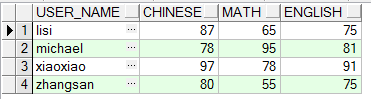 USER_NAME CHINESE MATH ENGLISH
1 lisi ... 87 65 75
2 michael ... 78 95 81
3 xiaoxiao ... 97 78 91
4 zhangsan ... 80 55 75